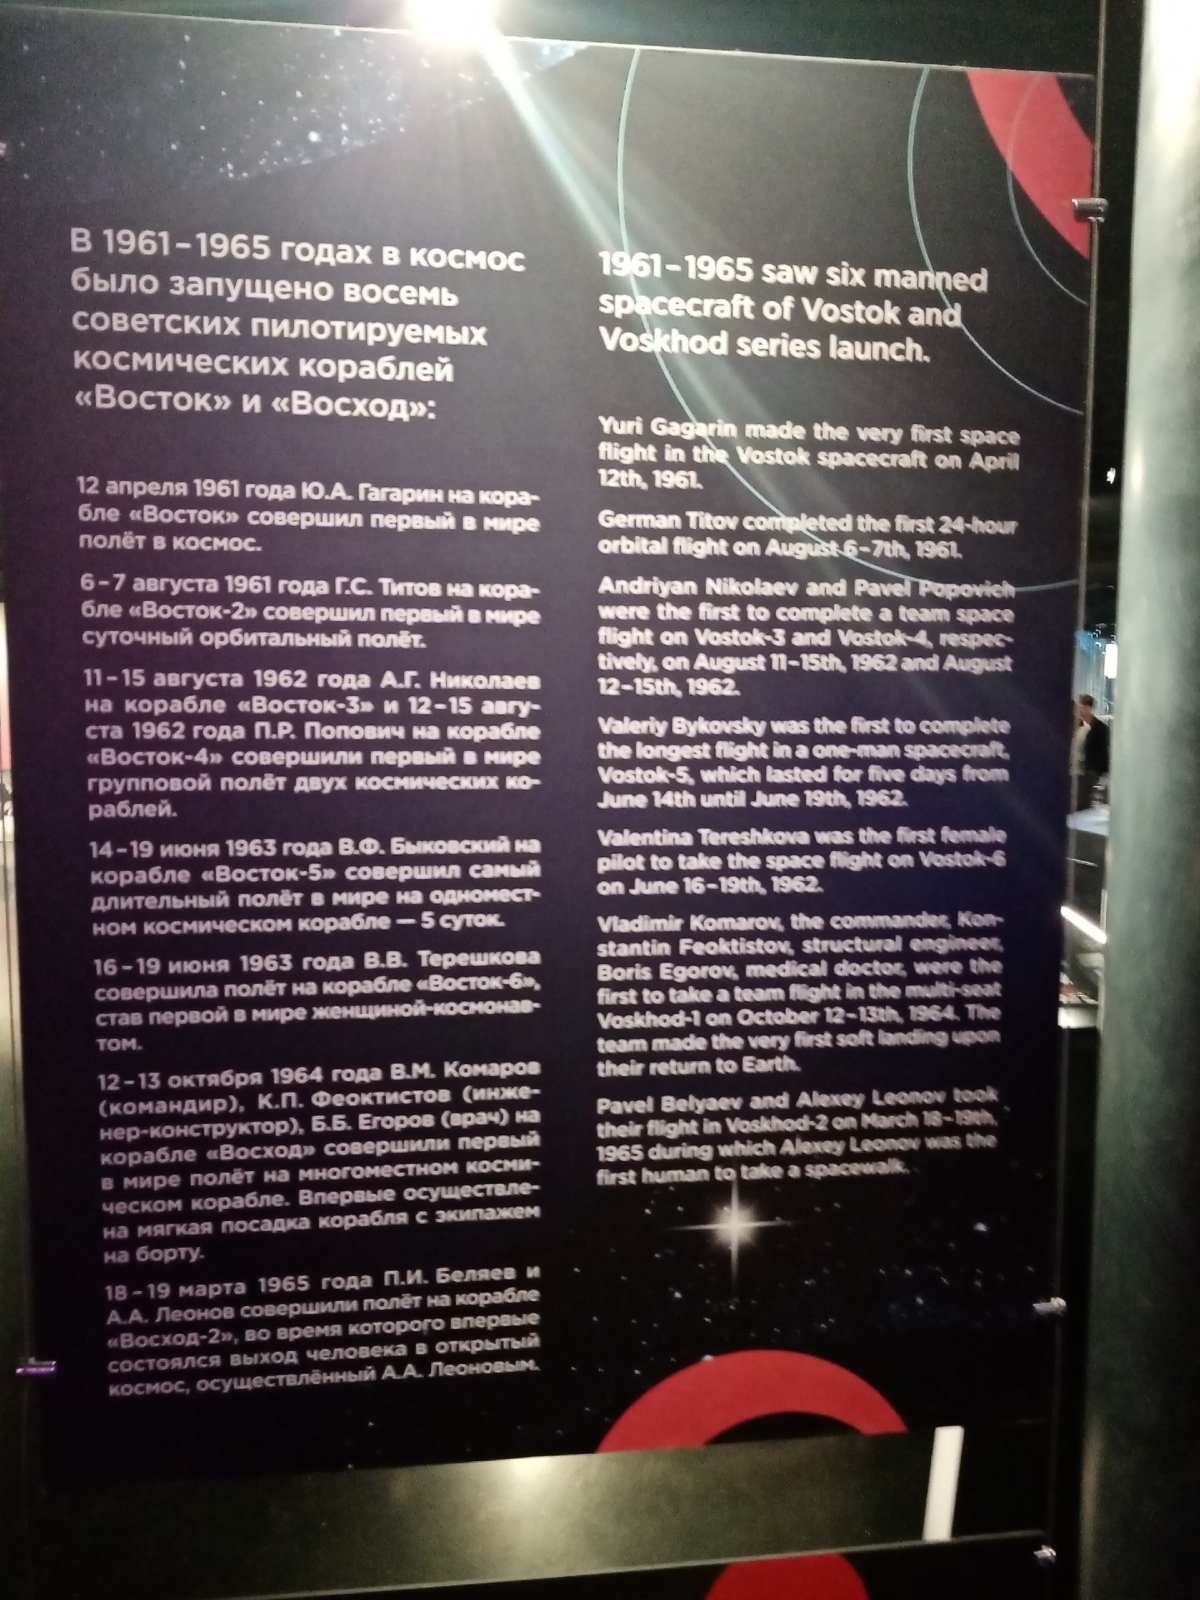 В 1961–1965 годах в космос
было запущено восемь
советских пилотируемых
космических кораблей
«Восток» и «Восход»:
12 апреля 1961 года Ю.А. Гагарин на кора-
бле «Восток» совершил первый в мире
полёт в космос.
6–7 августа 1961 года Г.С. Титов на кора-
бле «Восток-2» совершил первый в мире
суточный орбитальный полёт.
11–15 августа 1962 года А.Г. Николаев
на корабле «Восток-3» и 12–15 авгу-
ста 1962 года П.Р. Попович на корабле
«Восток-4» совершили первый в мире
групповой полёт двух космических ко-
раблей.
14–19 июня 1963 года В.Ф. Быковский на
корабле «Восток-5» совершил самый
длительный полёт в мире на одномест-
ном космическом корабле — 5 суток.
16–19 июня 1963 года В.В. Терешкова
совершила полёт на корабле «Восток-6»,
став первой в мире женщиной-космонав-
том.
12–13 октября 1964 года В.М. Комаров
(командир), К.П. Феоктистов (инже-
нер-конструктор), Б.Б. Егоров (врач) на
корабле «Восход» совершили первый
в мире полёт на многоместном косми-
ческом корабле. Впервые осуществле-
на мягкая посадка корабля с экипажем
на борту.
18–19 марта 1965 года П.И. Беляев и
А.А. Леонов совершили полёт на корабле
«Восход-2», во время которого впервые
состоялся выход человека в открытый
космос, осуществлённый А.А. Леоновым.
1961–1965 saw six manned
spacecraft of Vostok and
Voskhod series launch.
Yuri Gagarin made the very first space
flight in the Vostok spacecraft on April
12th, 1961.
German Titov completed the first 24-hour
orbital flight on August 6–7th, 1961.
Andriyan Nikolaev and Pavel Popovich
were the first to complete a team space
flight on Vostok-3 and Vostok-4, respec-
tively, on August 11–15th, 1962 and August
12–15th, 1962.
Valeriy Bykovsky was the first to complete
the longest flight in a one-man spacecraft,
Vostok-5, which lasted for five days from
June 14th until June 19th, 1962.
Valentina Tereshkova was the first female
pilot to take the space flight on Vostok-6
on June 16–19th, 1962.
Vladimir Komarov, the commander, Kon-
stantin Feoktistov, structural engineer,
Boris Egorov, medical doctor, were the
first to take a team flight in the multi-seat
Voskhod-1 on October 12–13th, 1964. The
team made the very first soft landing upon
their return to Earth.
Pavel Belyaev and Alexey Leonov took
their flight in Voskhod-2 on March 18–19th,
1965 during which Alexey Leonov was the
first human to take a spacewalk.